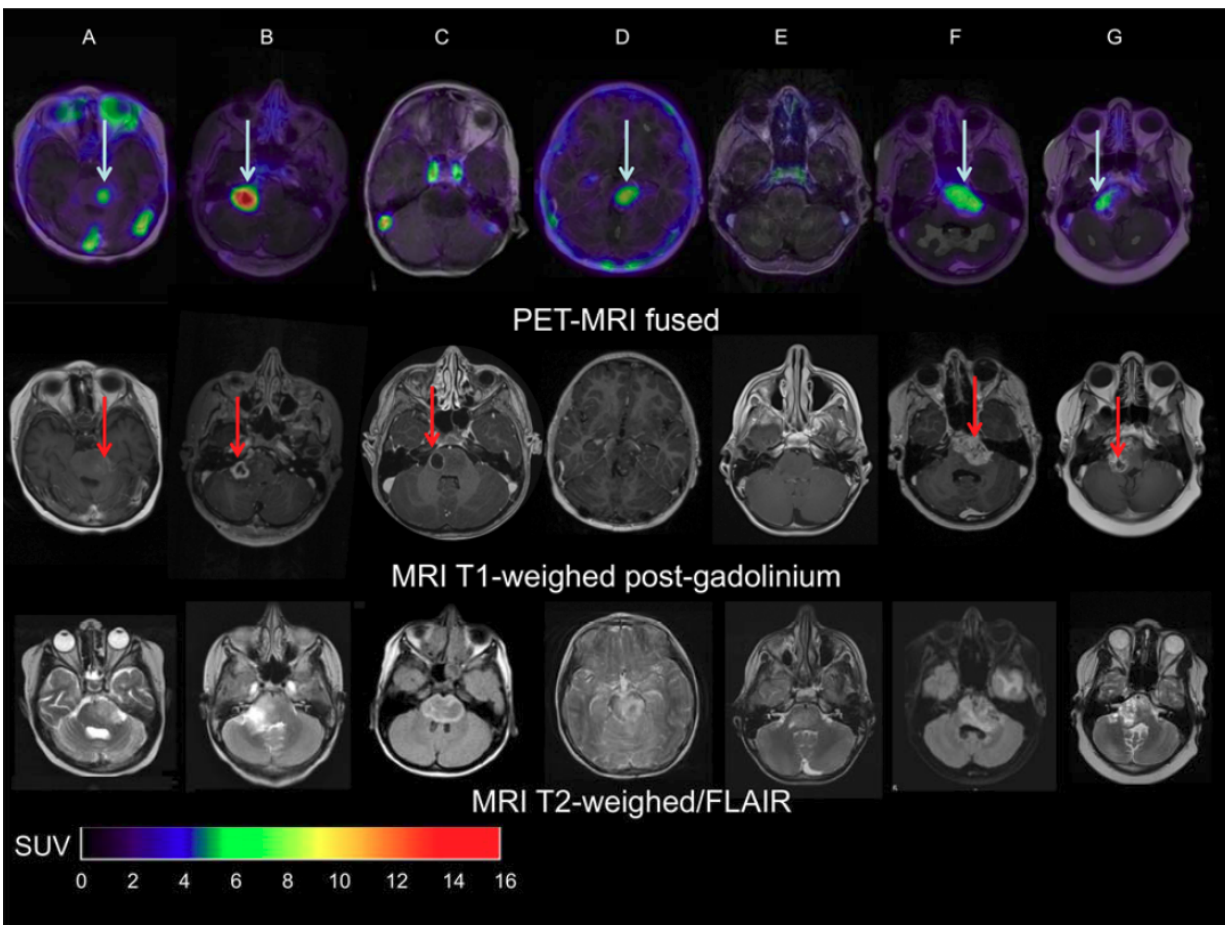 A B C D E F G
PET-MRI fused
MRI T1-weighed post-gadolinium
MRI T2-weighed/FLAIR
SUV
0 2 4 6 8 10 12 14 16